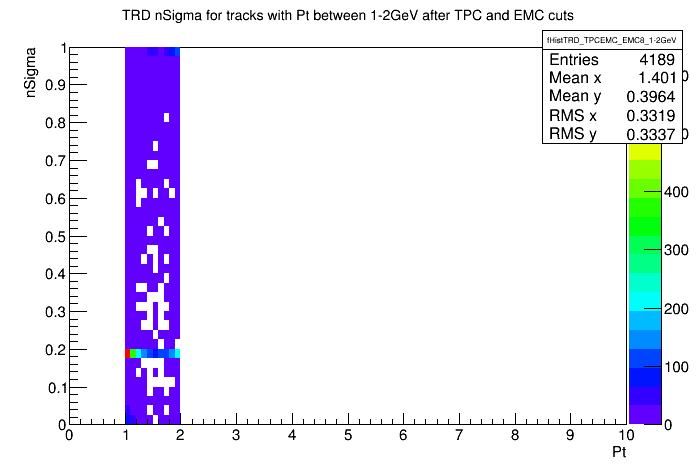 TRD nSigma for tracks with Pt between 1-2GeV after TPC and EMC cuts
fHistTRD_TPCEMC_EMC8_1-2GeV
Entries 4189
Mean x 1.401
Mean y 0.3964
RMS x 0.3319
RMS y 0.3337
nSigma
1
0.9
0.8
0.7
0.6
0.5
0.4
0.3
0.2
0.1
0
0 1 2 3 4 5 6 7 8 9 10
Pt
0
0
400
300
200
100
0